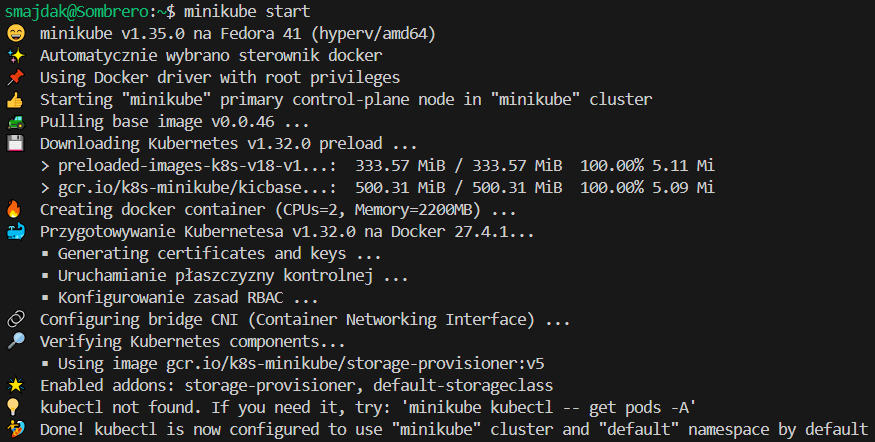 smajdak@Sombrero:~$ minikube start
😄 minikube v1.35.0 na Fedora 41 (hyperv/amd64)
✨ Automatycznie wybrano sterownik docker
📌 Using Docker driver with root privileges
👍 Starting "minikube" primary control-plane node in "minikube" cluster
🚜 Pulling base image v0.0.46 ...
💾 Downloading Kubernetes v1.32.0 preload ...
> preloaded-images-k8s-v18-v1...: 333.57 MiB / 333.57 MiB 100.00% 5.11 Mi
> gcr.io/k8s-minikube/kicbase...: 500.31 MiB / 500.31 MiB 100.00% 5.09 Mi
🔥 Creating docker container (CPUs=2, Memory=2200MB) ...
🐳 Przygotowywanie Kubernetesa v1.32.0 na Docker 27.4.1...
▪ Generating certificates and keys ...
▪ Uruchamianie płaszczyzny kontrolnej ...
▪ Konfigurowanie zasad RBAC ...
🔗 Configuring bridge CNI (Container Networking Interface) ...
🔎 Verifying Kubernetes components...
▪ Using image gcr.io/k8s-minikube/storage-provisioner:v5
🌟 Enabled addons: storage-provisioner, default-storageclass
💡 kubectl not found. If you need it, try: 'minikube kubectl -- get pods -A'
🏄 Done! kubectl is now configured to use "minikube" cluster and "default" namespace by default